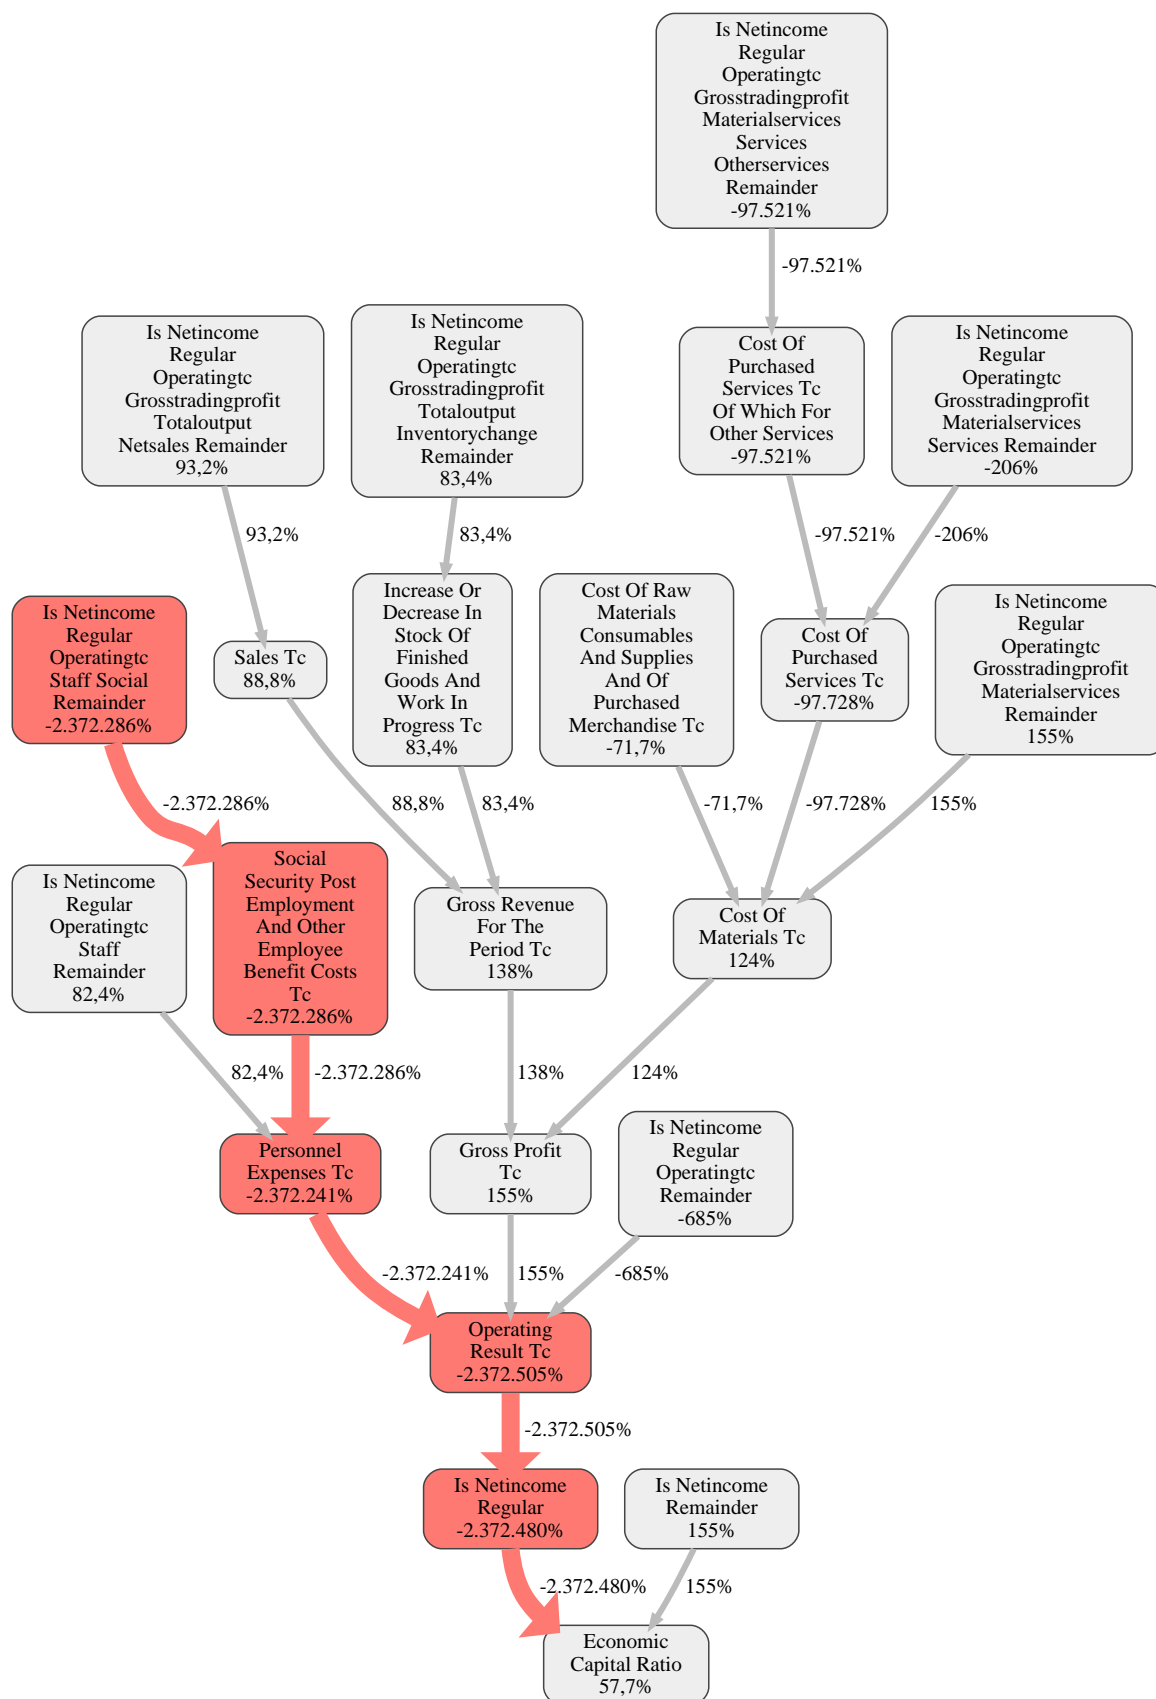 Is Netincome
Regular
Operatingtc
Grosstradingprofit
Materialservices
Services
Otherservices
Remainder
-97.521%
-97.521%
Is Netincome
Regular
Operatingtc
Grosstradingprofit
Totaloutput
Netsales Remainder
93,2%
Is Netincome
Regular
Operatingtc
Grosstradingprofit
Totaloutput
Inventorychange
Remainder
83,4%
Cost Of
Purchased
Services Tc
Of Which For
Other Services
-97.521%
Is Netincome
Regular
Operatingtc
Grosstradingprofit
Materialservices
Services Remainder
-206%
93,2%
83,4%
-97.521%
-206%
Is Netincome
Regular
Operatingtc
Staff Social
Remainder
-2.372.286%
Sales Tc
88,8%
Increase Or
Decrease In
Stock Of
Finished
Goods And
Work In
Progress Tc
83,4%
Cost Of Raw
Materials
Consumables
And Supplies
And Of
Purchased
Merchandise Tc
-71,7%
Cost Of
Purchased
Services Tc
-97.728%
Is Netincome
Regular
Operatingtc
Grosstradingprofit
Materialservices
Remainder
155%
-2.372.286%
88,8%
83,4%
-71,7%
-97.728%
155%
Is Netincome
Regular
Operatingtc
Staff
Remainder
82,4%
Social
Security Post
Employment
And Other
Employee
Benefit Costs
Tc
-2.372.286%
Gross Revenue
For The
Period Tc
138%
Cost Of
Materials Tc
124%
82,4%
-2.372.286%
138%
124%
Personnel
Expenses Tc
-2.372.241%
Gross Profit
Tc
155%
Is Netincome
Regular
Operatingtc
Remainder
-685%
-2.372.241%
155%
-685%
Operating
Result Tc
-2.372.505%
-2.372.505%
Is Netincome
Regular
-2.372.480%
Is Netincome
Remainder
155%
-2.372.480%
155%
Economic
Capital Ratio
57,7%